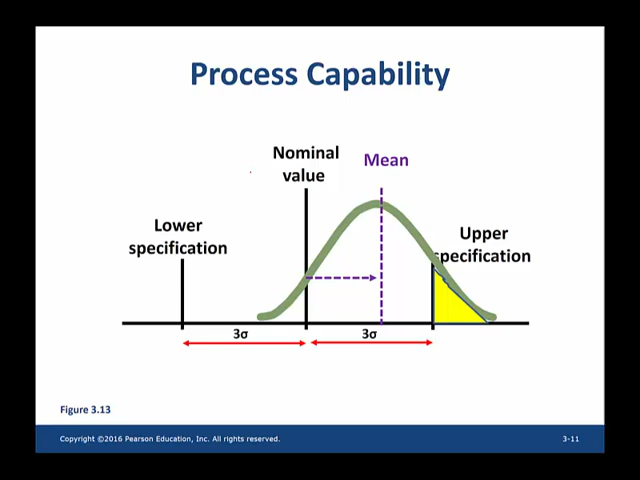 Process Capability
Nominal
value
Mean
Lower
specification
Upper
specification
3σ
3σ
Figure 3.13
Copyright ©2016 Pearson Education, Inc. All rights reserved.
3-11